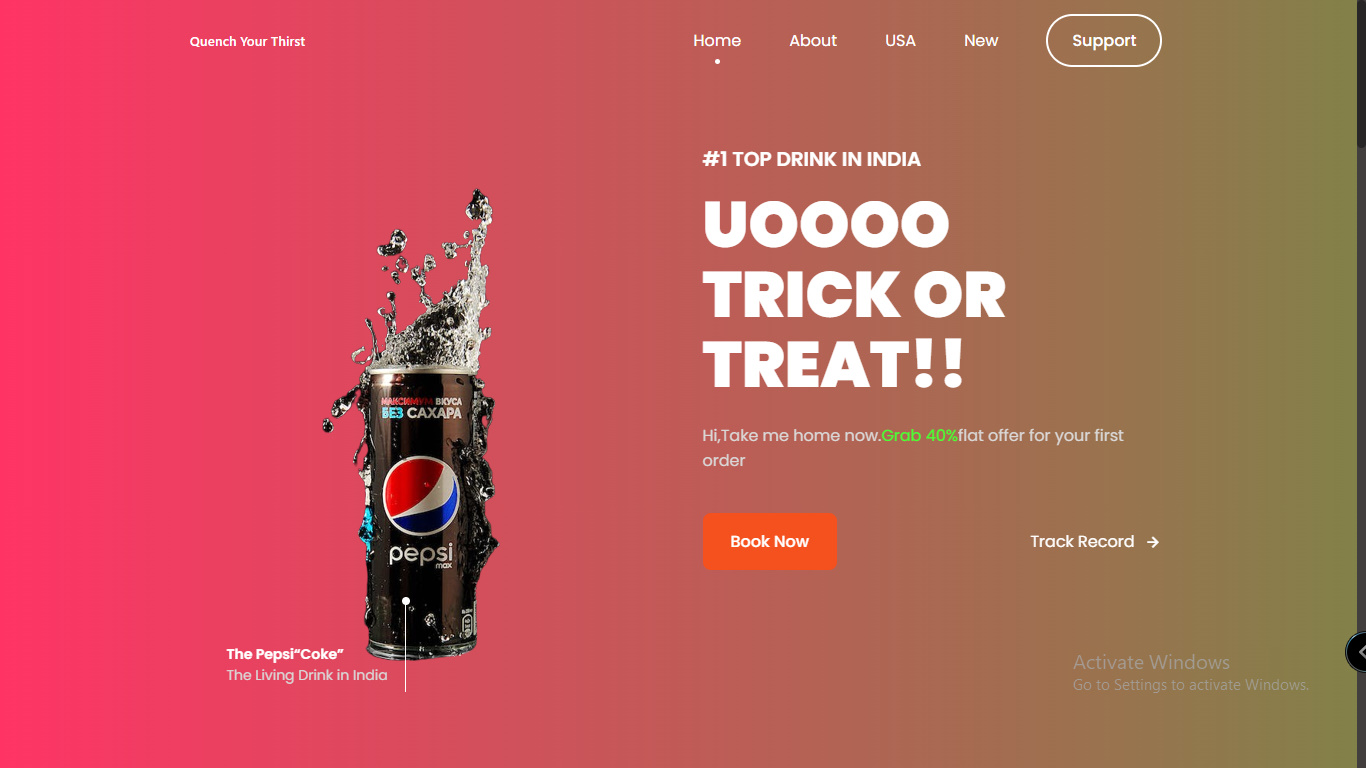 Quench Your Thirst
Home About USA New Support
#1 TOP DRINK IN INDIA
UOOOO
TRICK OR
TREAT!!
Hi,Take me home now.Grab 40%flat offer for your first
order
Book Now
Track Record
МАКСИМУМ ВКУСА
БЕЗ САХАРА
pepsi
max
The Pepsi“Coke”
The Living Drink in India
Activate Windows
Go to Settings to activate Windows.